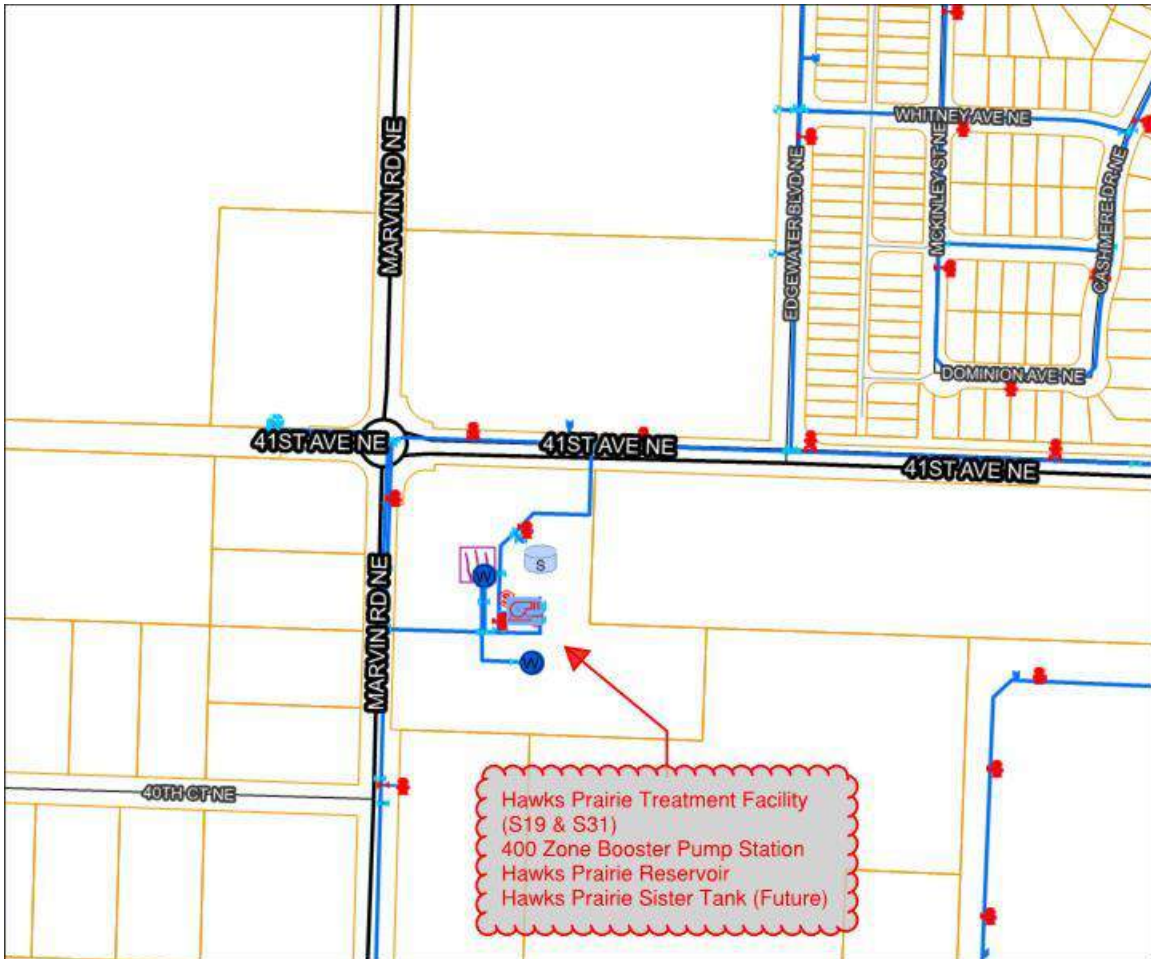 WHITNEY AVE NE
MARVIN RD NE
MCKINLEY ST NE
EDGEWATER BLVD NE
CASHMERE DR NE
DOMINION AVE NE
41ST AVE NE
41ST AVE NE
41ST AVE NE
S
W
W
MARVIN RD NE
40TH CT NE
Hawks Prairie Treatment Facility
(S19 & S31)
400 Zone Booster Pump Station
Hawks Prairie Reservoir
Hawks Prairie Sister Tank (Future)